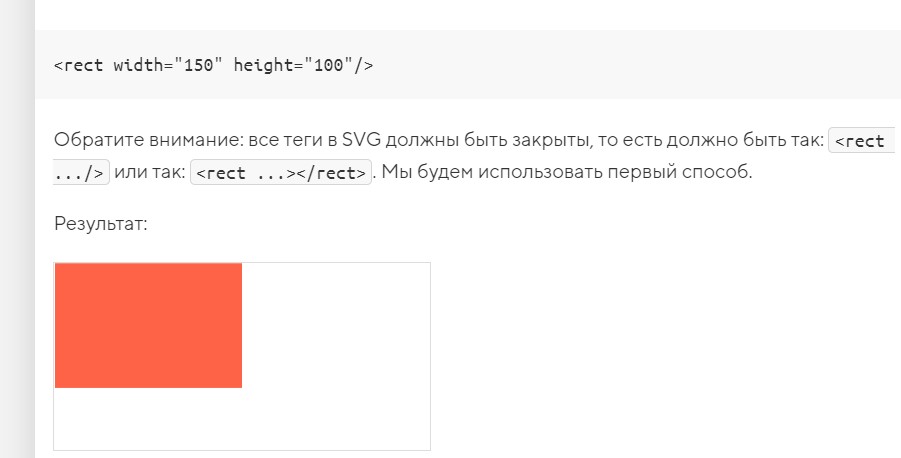 <rect width="150" height="100"/>
Обратите внимание: все теги в SVG должны быть закрыты, то есть должно быть так: <rect
.../> или так: <rect ...></rect>. Мы будем использовать первый способ.
Результат: